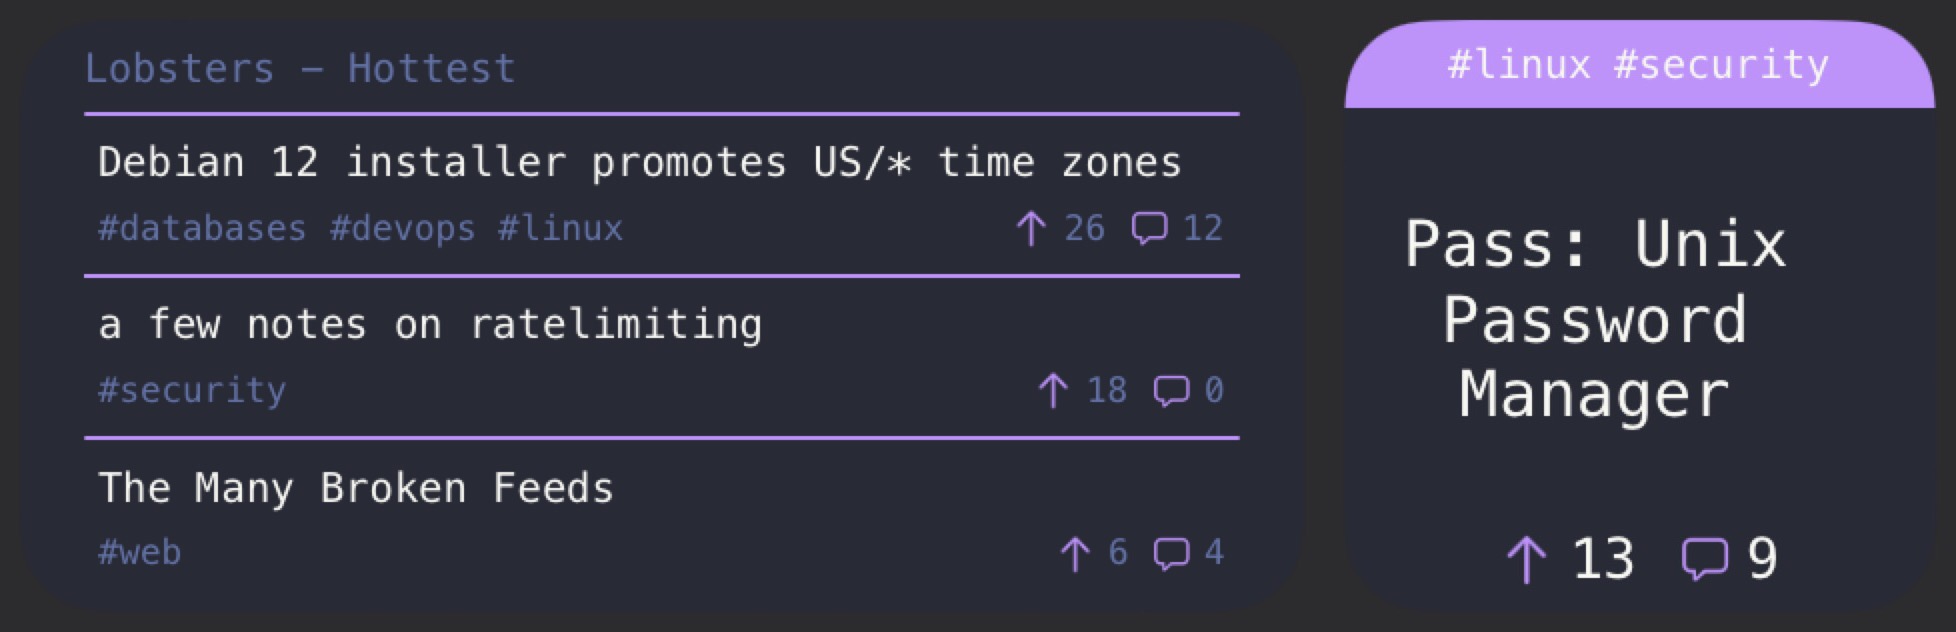 Lobsters – Hottest
Debian 12 installer promotes US/* time zones
#databases #devops #linux 26 12
a few notes on ratelimiting
#security 18 0
The Many Broken Feeds
#web 6 4
#linux #security
Pass: Unix
Password
Manager
13 9